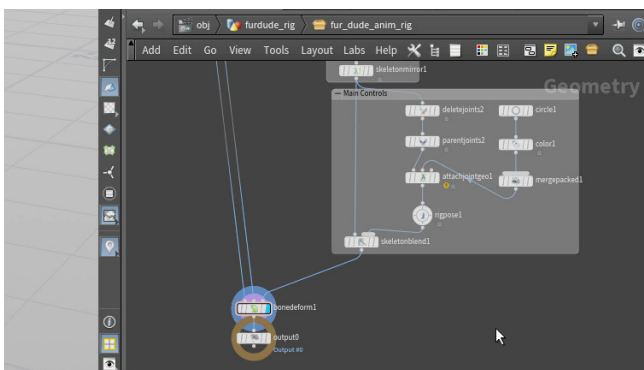 obj furdude_rig fur_dude_anim_rig
Add Edit Go View Tools Layout Labs Help
skeletonmirror1
Geometry
Main Controls
deletejoints2 circle1
parentjoints2 color1
attachjointgeo1 mergepacked1
rigpose1
skeletonblend1
bonedeform1
output0
Output #0